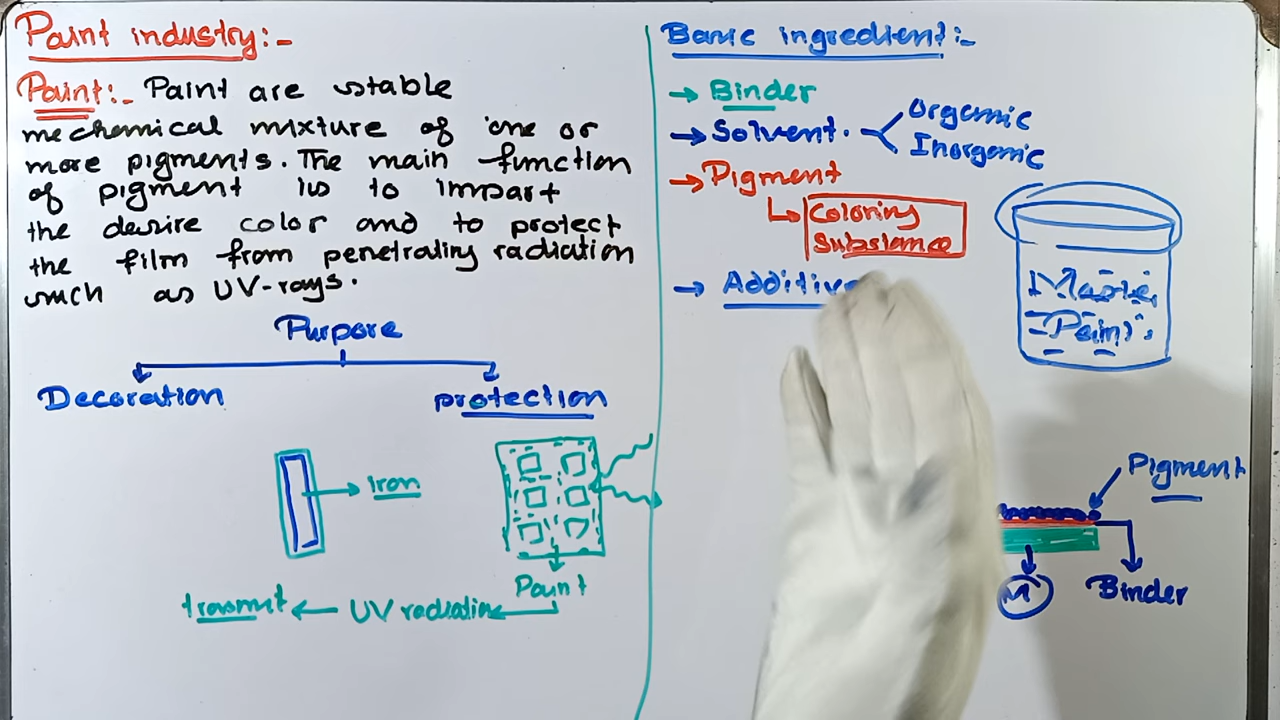 Paint industry:-
Paint:- Paint are stable
mechemical mixture of one or
more pigments. The main function
of pigment is to impart
the desire color and to protect
the film from penetrating radiation
such as UV-rays.
Purpose
Decoration
protection
Iron
Paint
transmit ← UV radiation
Basic ingredient:-
→ Binder
→ Solvent.
Organic
Inorganic
→ Pigment
Coloring
Substance
→ Additive
Paint
Pigment
M
Binder